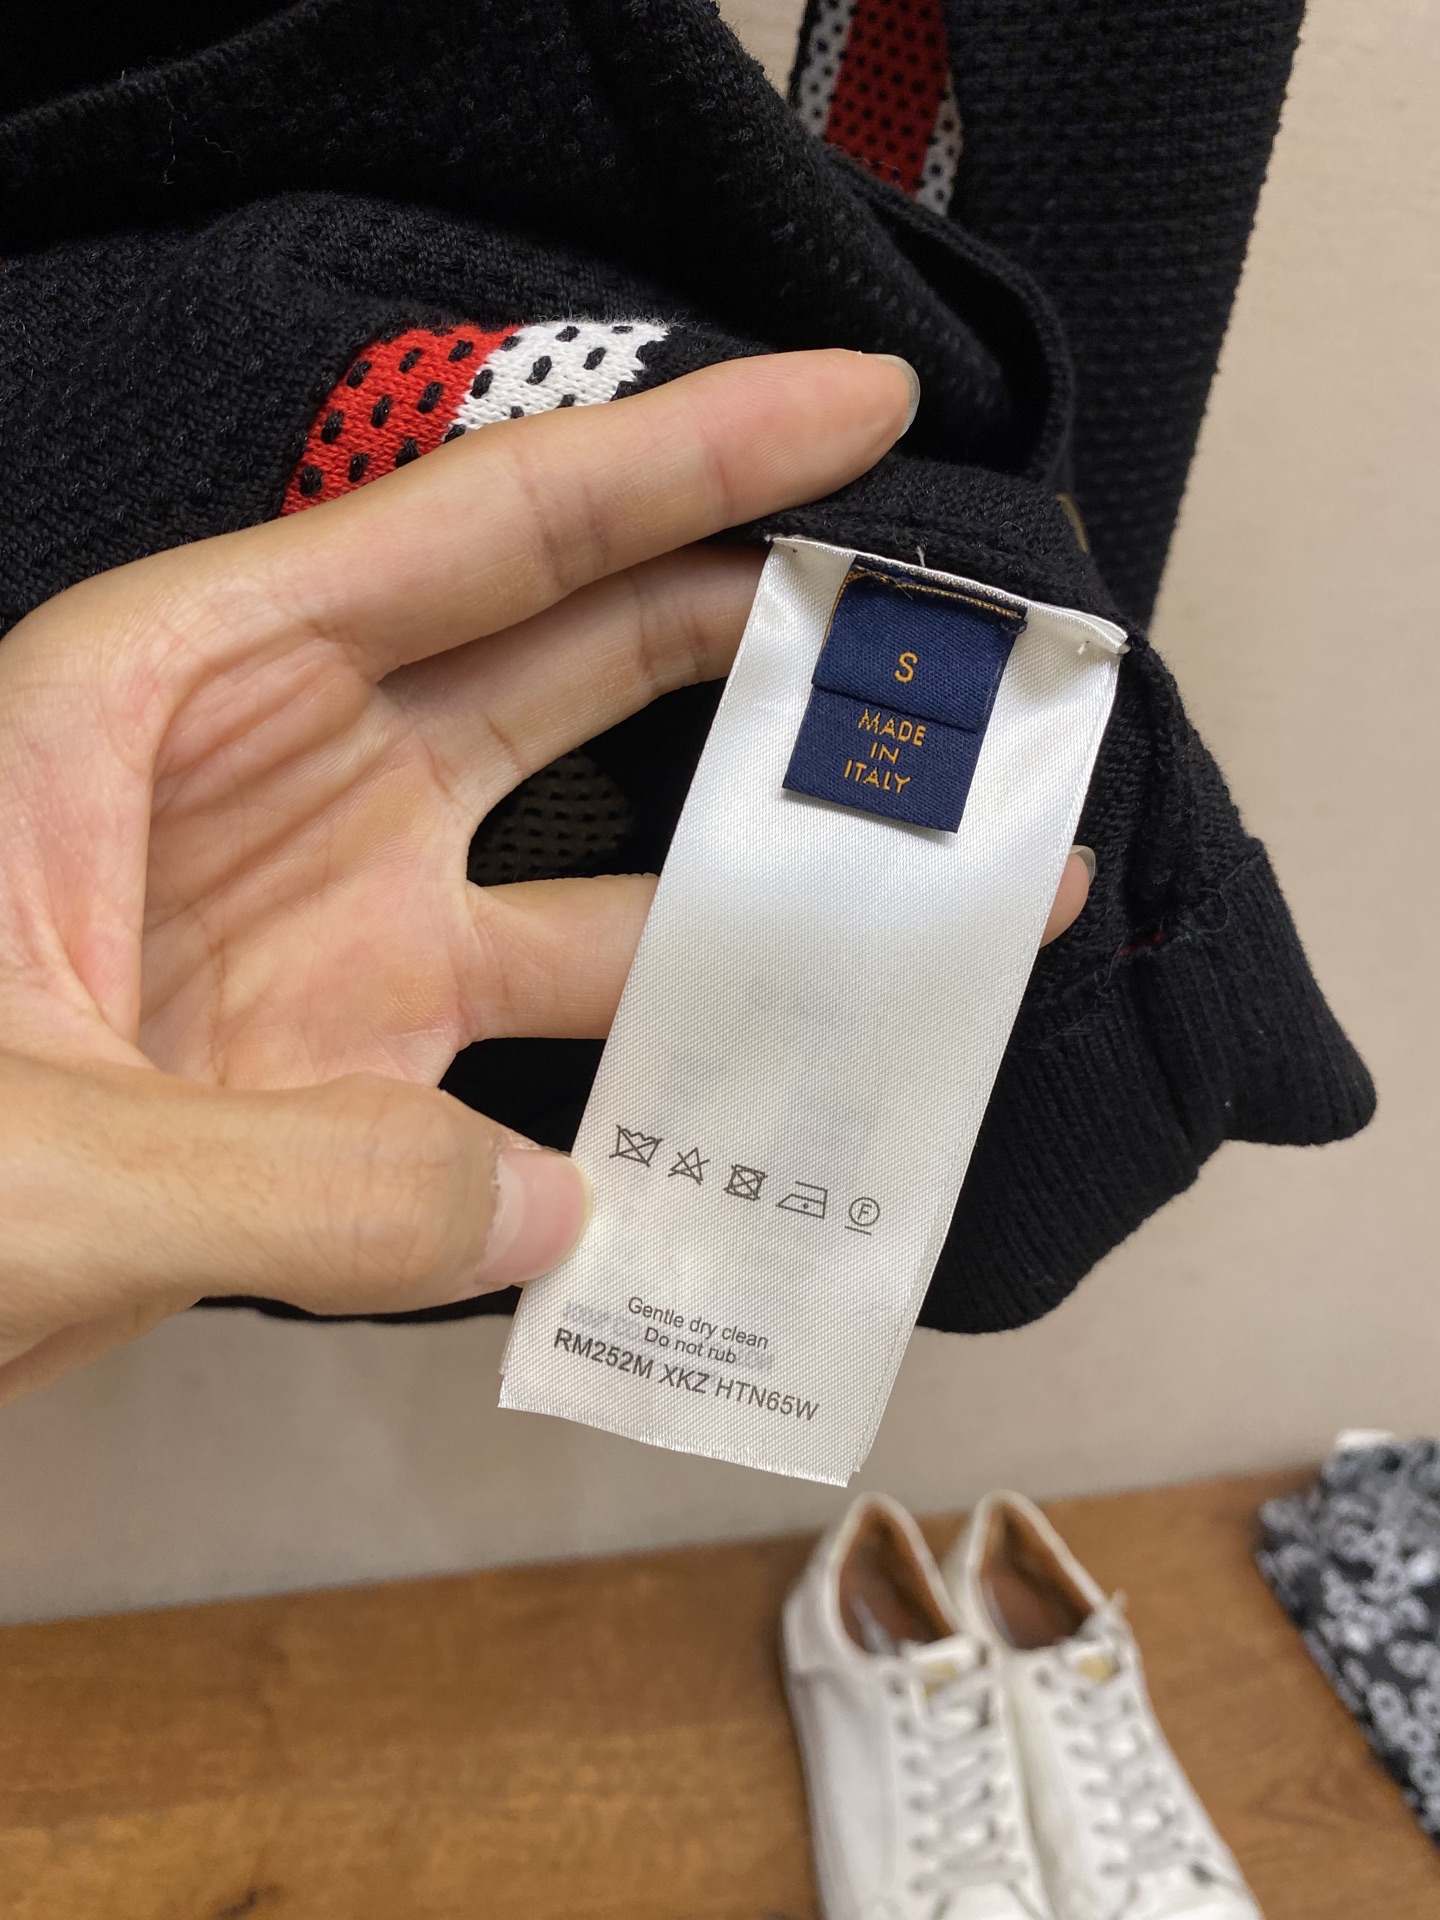 S
MADE
IN
ITALY
F
Gentle dry clean
Do not rub
RM252M XKZ HTN65W